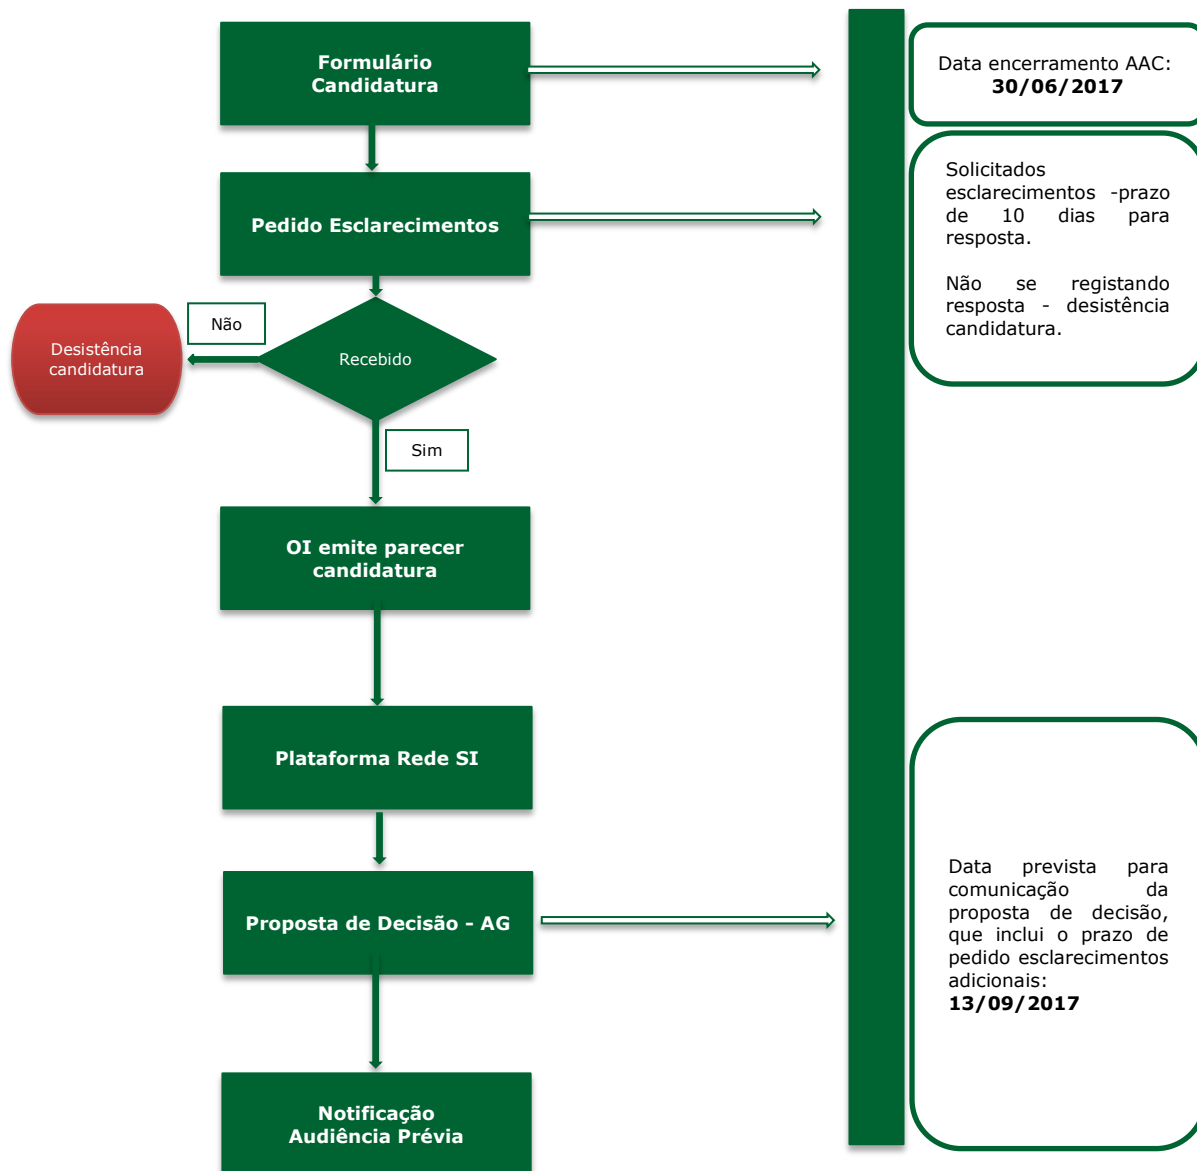 Formulário
Candidatura
Data encerramento AAC:
30/06/2017
Pedido Esclarecimentos
Solicitados
esclarecimentos -prazo
de 10 dias para
resposta.
Não se registando
resposta - desistência
candidatura.
Não
Desistência
candidatura
Recebido
Sim
OI emite parecer
candidatura
Plataforma Rede SI
Proposta de Decisão - AG
Data prevista para
comunicação da
proposta de decisão,
que inclui o prazo de
pedido esclarecimentos
adicionais:
13/09/2017
Notificação
Audiência Prévia